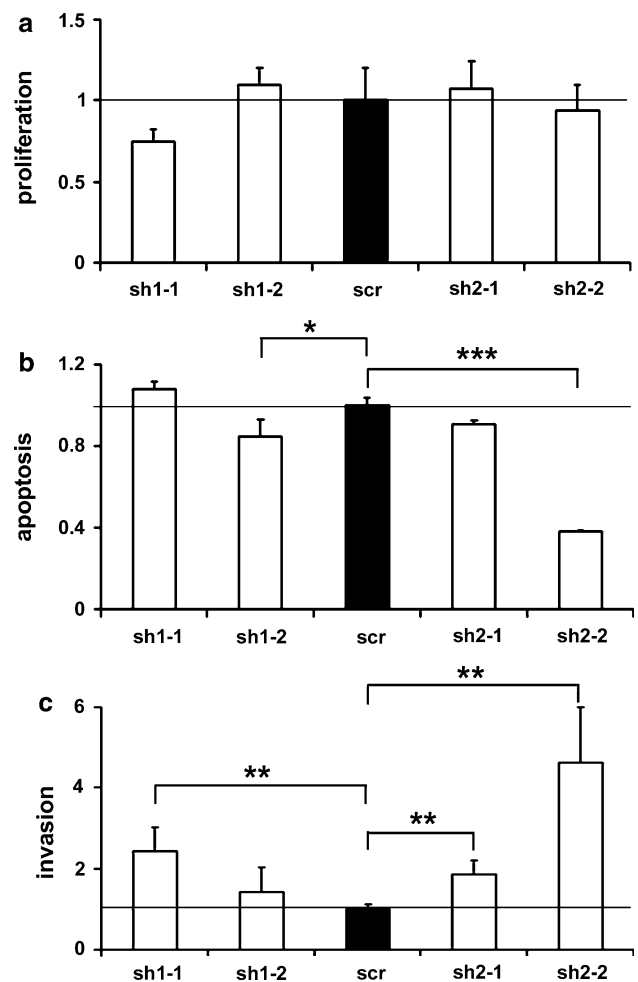 a
proliferation
1.5
1
0.5
0
sh1-1 sh1-2 scr sh2-1 sh2-2
b
apoptosis
* ***
1.2
0.8
0.4
0
sh1-1 sh1-2 scr sh2-1 sh2-2
c
invasion
**
6
** 
4
**
2
0
sh1-1 sh1-2 scr sh2-1 sh2-2